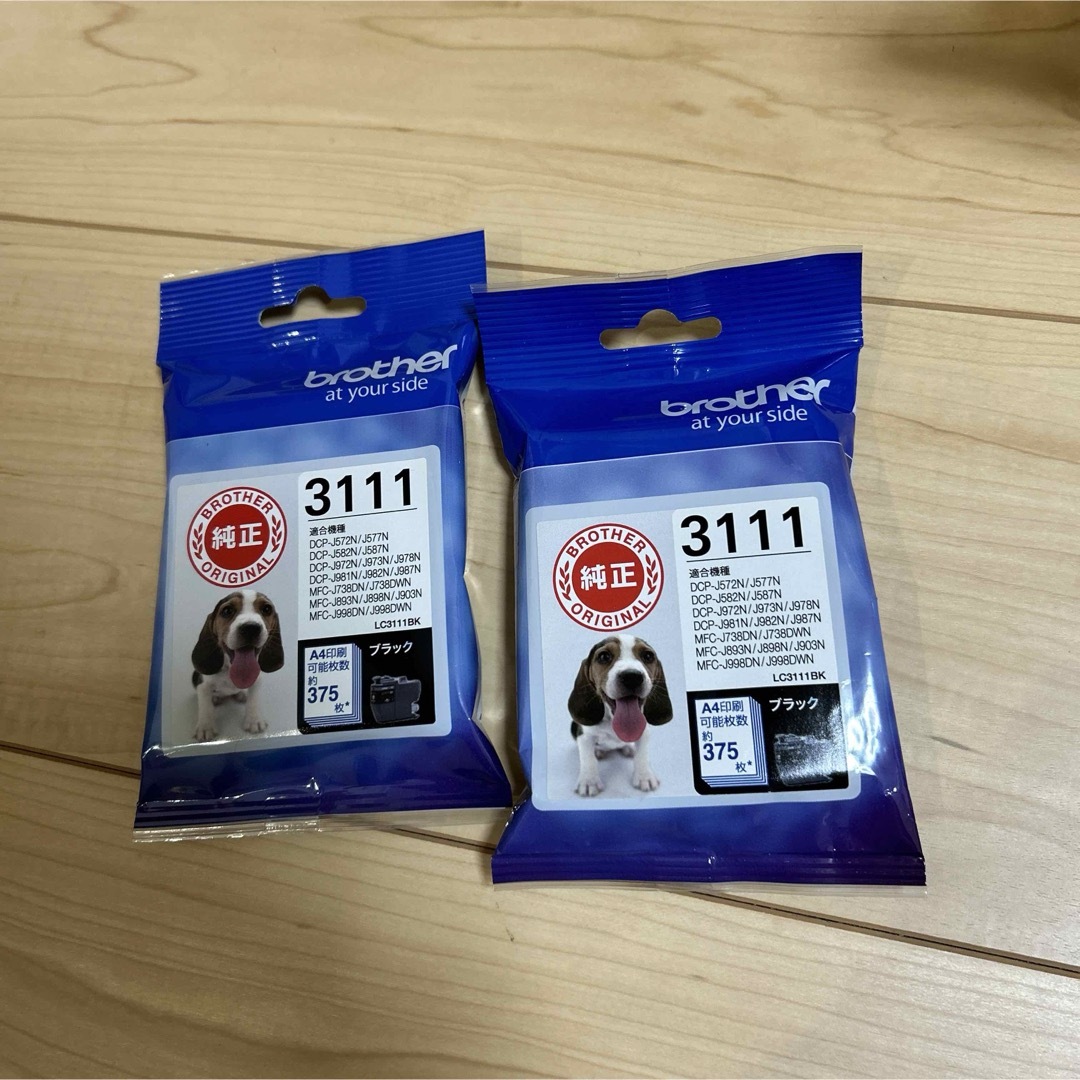 brother
at your side
BROTHER
純正
ORIGINAL
3111
適合機種
DCP-J572N/J577N
DCP-J582N/J587N
DCP-J972N/J973N/J978N
DCP-J981N/J982N/J987N
MFC-J738DN/J738DWN
MFC-J893N/J898N/J903N
MFC-J998DN/J998DWN
LC3111BK
A4印刷
可能枚数
約
375
枚*
ブラック
brother
at your side
BROTHER
純正
ORIGINAL
3111
適合機種
DCP-J572N/J577N
DCP-J582N/J587N
DCP-J972N/J973N/J978N
DCP-J981N/J982N/J987N
MFC-J738DN/J738DWN
MFC-J893N/J898N/J903N
MFC-J998DN/J998DWN
LC3111BK
A4印刷
可能枚数
約
375
枚*
ブラック